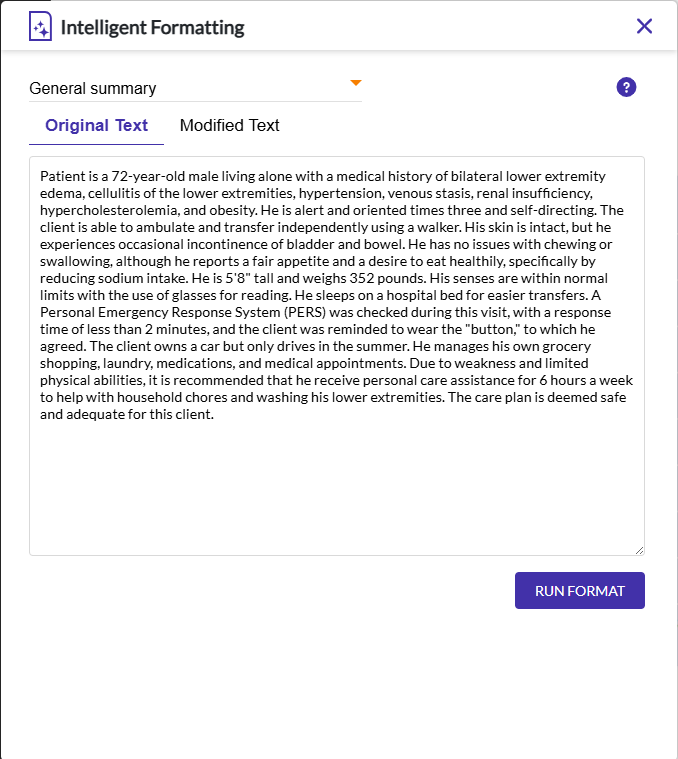 Intelligent Formatting
General summary
?
Original Text
Modified Text
Patient is a 72-year-old male living alone with a medical history of bilateral lower extremity
edema, cellulitis of the lower extremities, hypertension, venous stasis, renal insufficiency,
hypercholesterolemia, and obesity. He is alert and oriented times three and self-directing. The
client is able to ambulate and transfer independently using a walker. His skin is intact, but he
experiences occasional incontinence of bladder and bowel. He has no issues with chewing or
swallowing, although he reports a fair appetite and a desire to eat healthily, specifically by
reducing sodium intake. He is 5'8" tall and weighs 352 pounds. His senses are within normal
limits with the use of glasses for reading. He sleeps on a hospital bed for easier transfers. A
Personal Emergency Response System (PERS) was checked during this visit, with a response
time of less than 2 minutes, and the client was reminded to wear the "button," to which he
agreed. The client owns a car but only drives in the summer. He manages his own grocery
shopping, laundry, medications, and medical appointments. Due to weakness and limited
physical abilities, it is recommended that he receive personal care assistance for 6 hours a week
to help with household chores and washing his lower extremities. The care plan is deemed safe
and adequate for this client.
RUN FORMAT